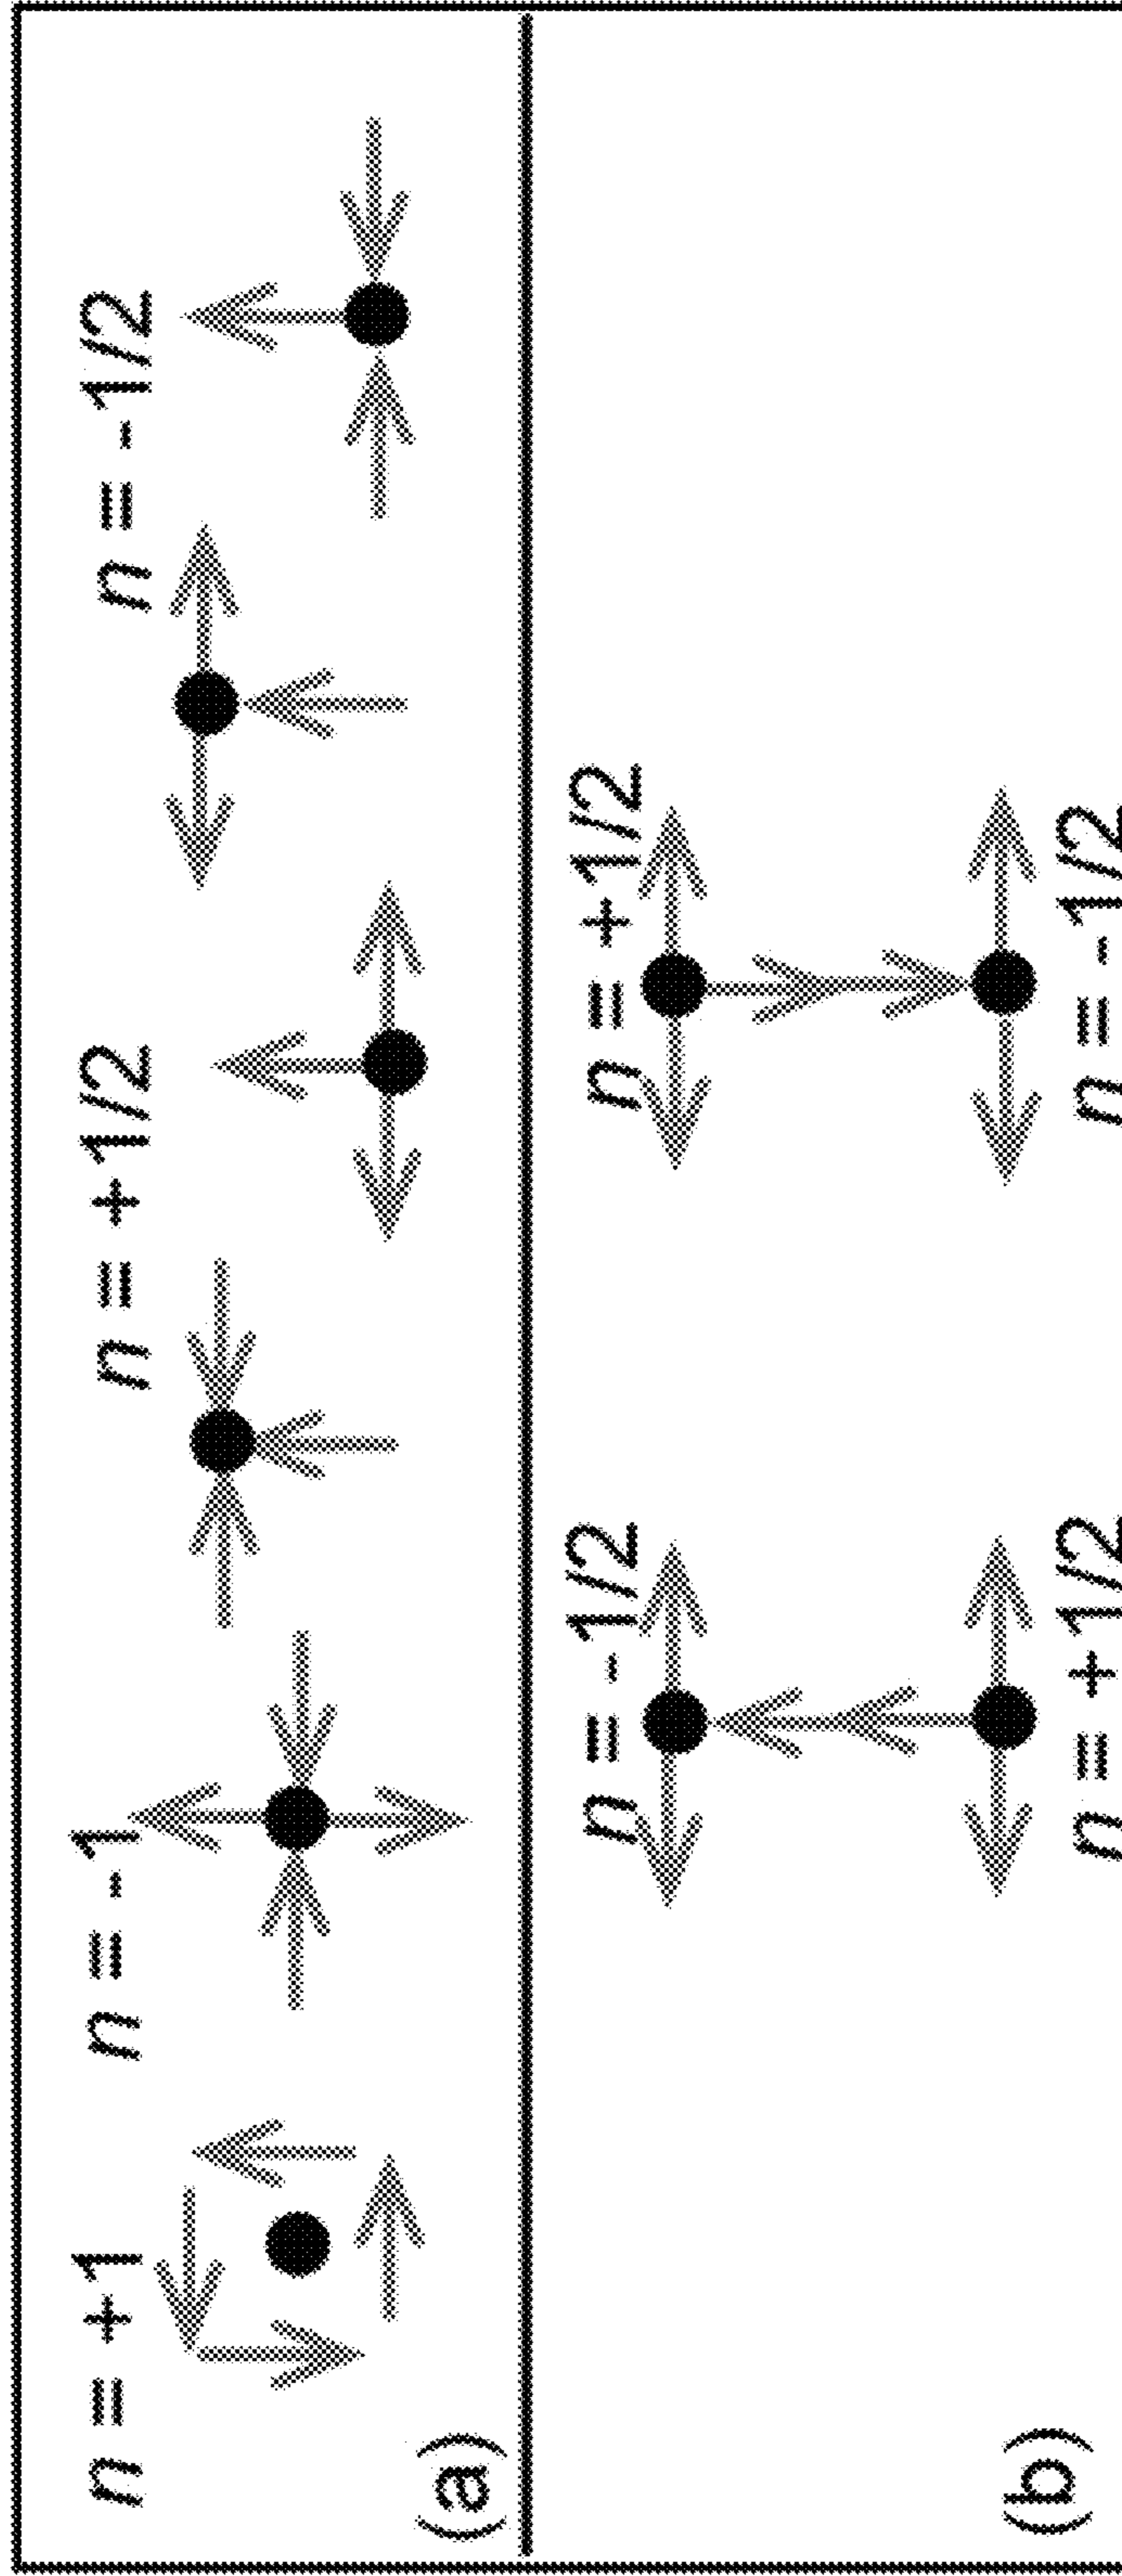 n = +1
n = -1
n = +1/2
n = -1/2
(a)
n = -1/2
n = +1/2
n = +1/2
n = -1/2
(b)